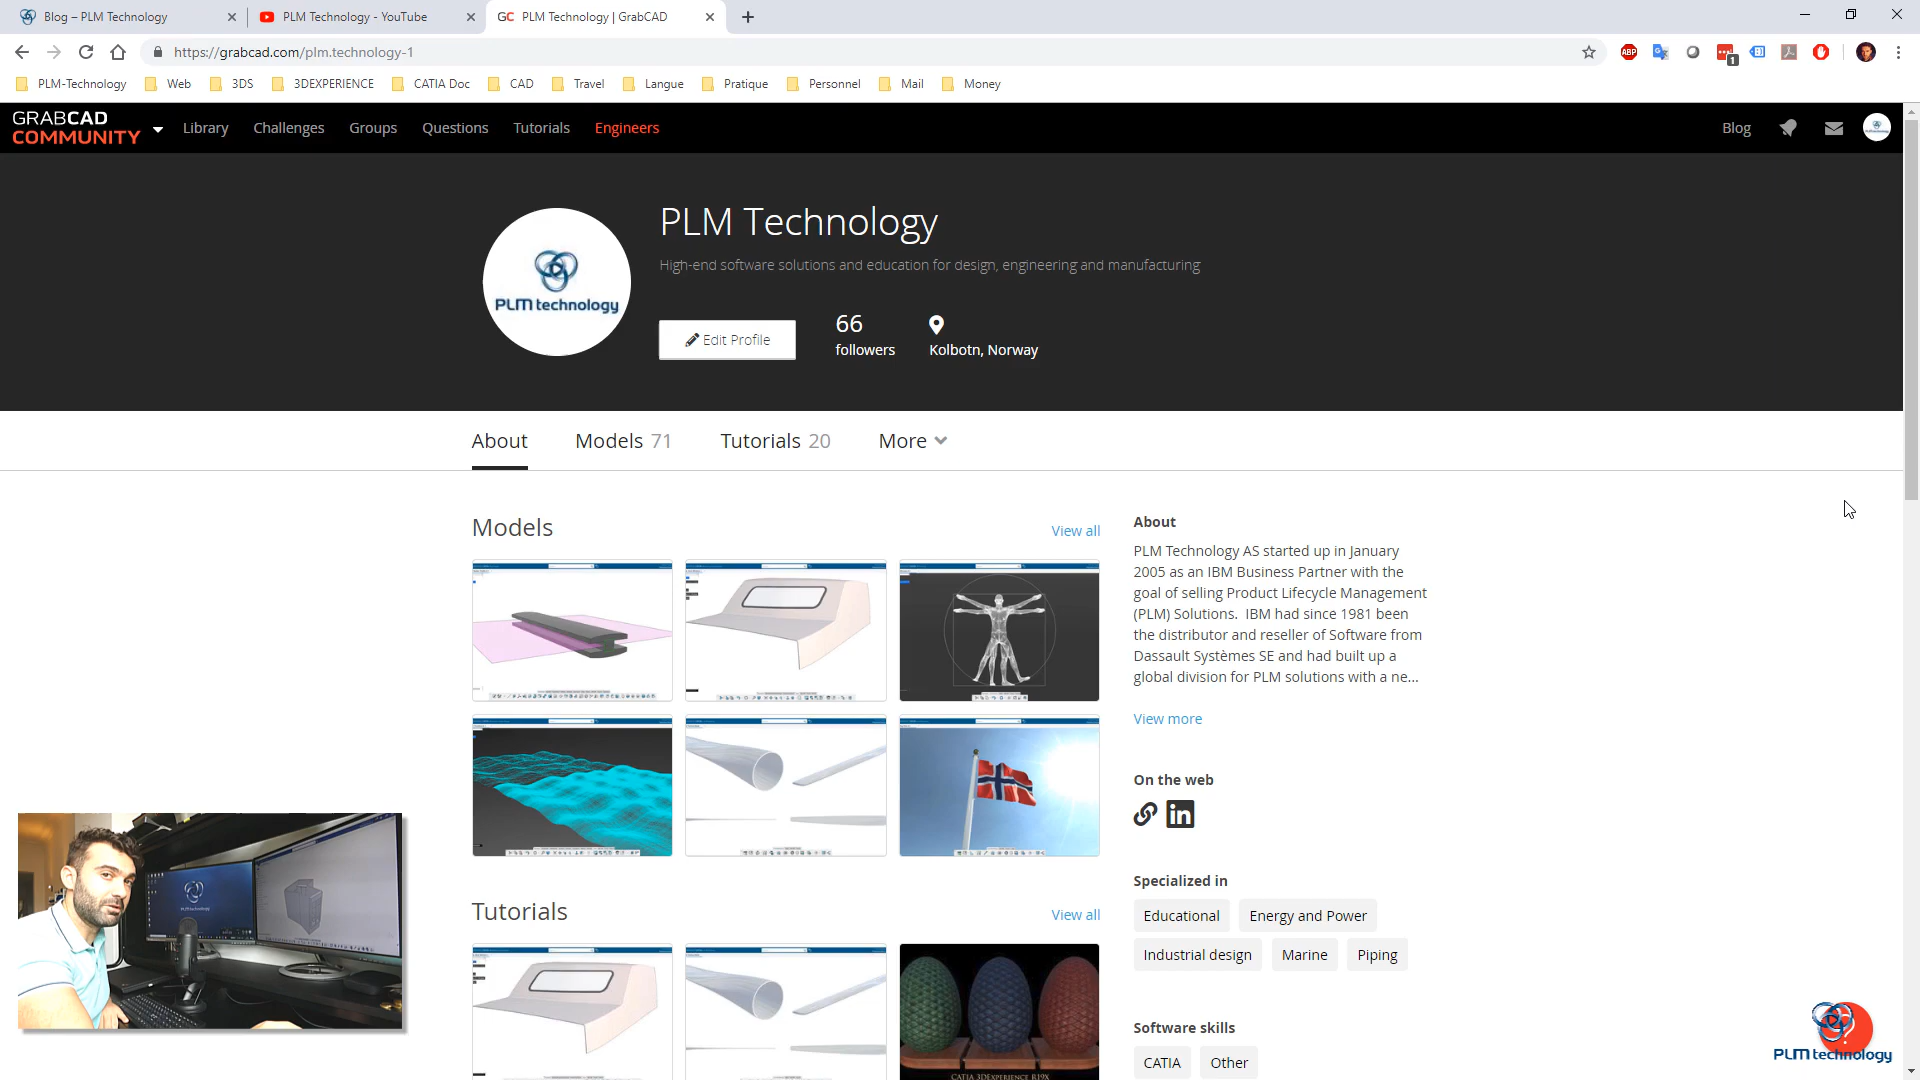 Blog – PLM Technology
PLM Technology - YouTube
GC PLM Technology | GrabCAD
https://grabcad.com/plm.technology-1
ABP
1
PLM-Technology
Web
3DS
3DEXPERIENCE
CATIA Doc
CAD
Travel
Langue
Pratique
Personnel
Mail
Money
GRABCAD
COMMUNITY
Library
Challenges
Groups
Questions
Tutorials
Engineers
Blog
PLM technology
PLM Technology
High-end software solutions and education for design, engineering and manufacturing
Edit Profile
66
followers
Kolbotn, Norway
About
Models 71
Tutorials 20
More
Models
View all
About
PLM Technology AS started up in January
2005 as an IBM Business Partner with the
goal of selling Product Lifecycle Management
(PLM) Solutions. IBM had since 1981 been
the distributor and reseller of Software from
Dassault Systèmes SE and had built up a
global division for PLM solutions with a ne...
View more
On the web
in
Specialized in
Educational
Energy and Power
Industrial design
Marine
Piping
Tutorials
View all
CATIA 3DEXPERIENCE R19X
Software skills
CATIA
Other
PLM technology